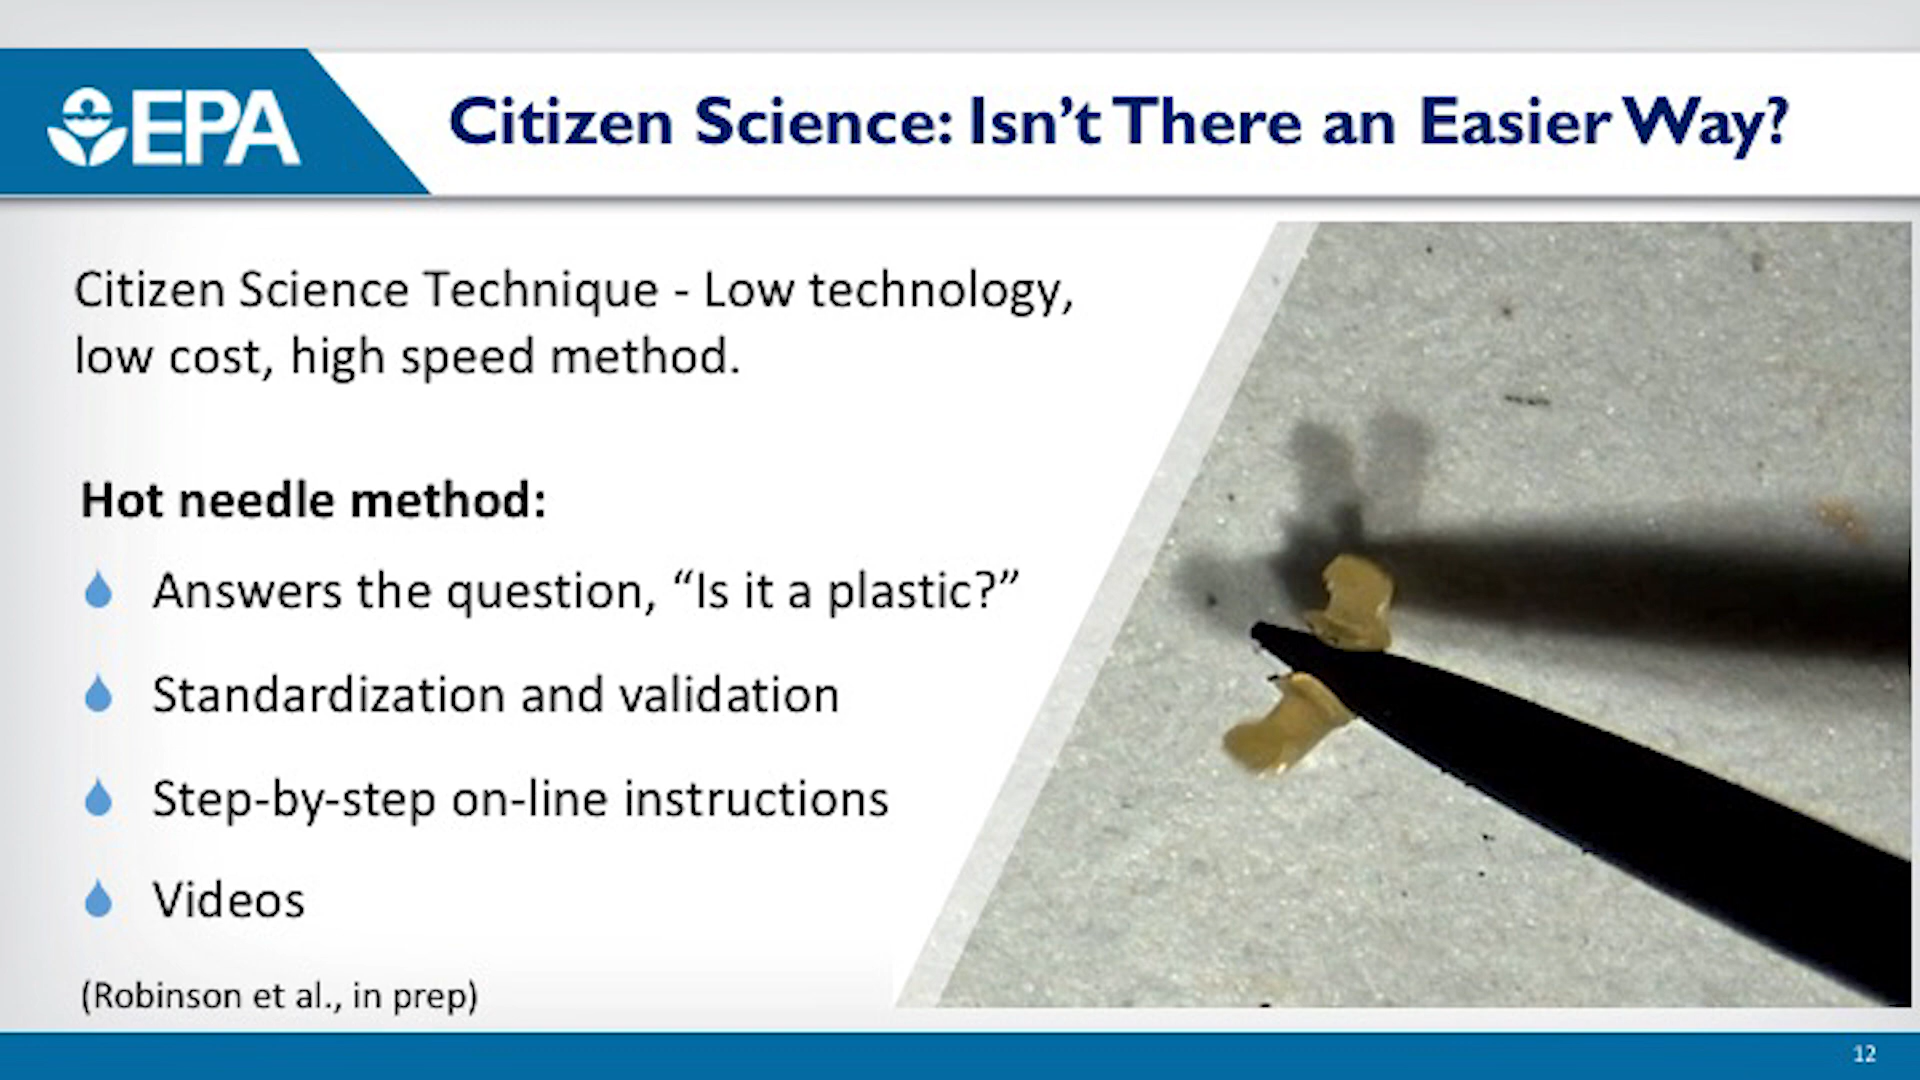 EPA
Citizen Science: Isn’t There an Easier Way?
Citizen Science Technique - Low technology,
low cost, high speed method.
Hot needle method:
Answers the question, “Is it a plastic?”
Standardization and validation
Step-by-step on-line instructions
Videos
(Robinson et al., in prep)
12